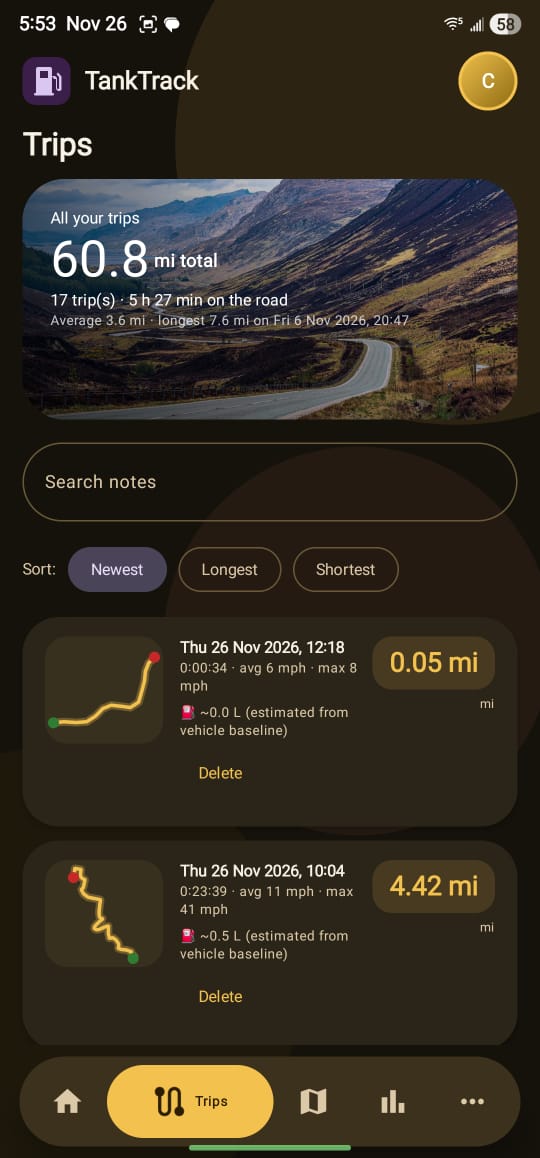 5:53 Nov 26
58
TankTrack
C
Trips
All your trips
60.8 mi total
17 trip(s) · 5 h 27 min on the road
Average 3.6 mi · longest 7.6 mi on Fri 6 Nov 2026, 20:47
Search notes
Sort: Newest Longest Shortest
Thu 26 Nov 2026, 12:18
0:00:34 · avg 6 mph · max 8
mph
⛽ ~0.0 L (estimated from
vehicle baseline)
0.05 mi
mi
Delete
Thu 26 Nov 2026, 10:04
0:23:39 · avg 11 mph · max
41 mph
⛽ ~0.5 L (estimated from
vehicle baseline)
4.42 mi
mi
Delete
Trips